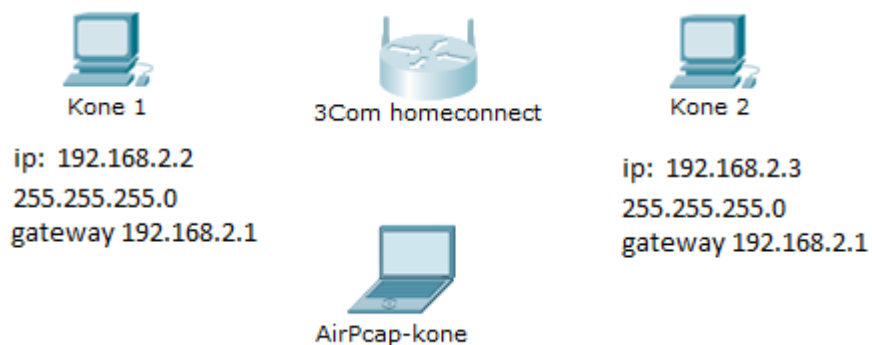 Kone 1
3Com homeconnect
Kone 2
ip: 192.168.2.2
255.255.255.0
gateway 192.168.2.1
ip: 192.168.2.3
255.255.255.0
gateway 192.168.2.1
AirPcap-kone